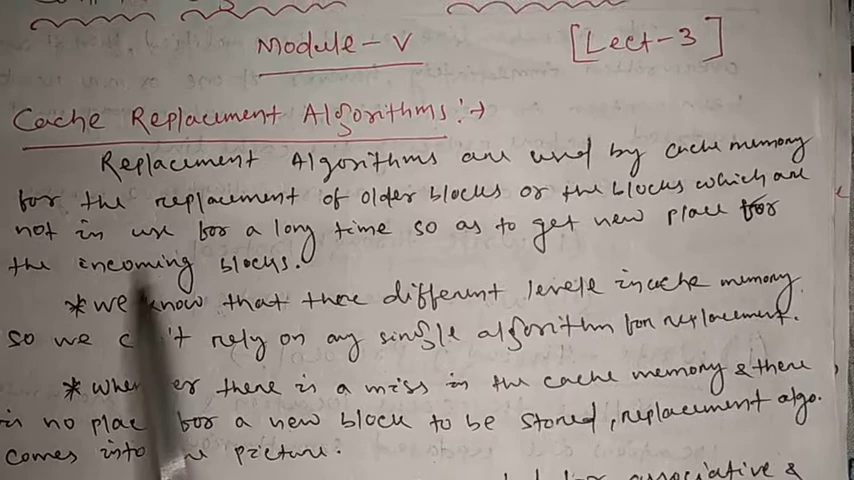 Module - V [Lect-3]
Cache Replacement Algorithms:→
Replacement Algorithms are used by cache memory
for the replacement of older blocks or the blocks which are
not in use for a long time so as to get new place for
the incoming blocks.
*we know that there different levels in cache memory
so we can't rely on any single algorithm for replacement.
*whenever there is a miss in the cache memory & there
is no place for a new block to be stored, replacement algo.
comes into the picture.
for associative &